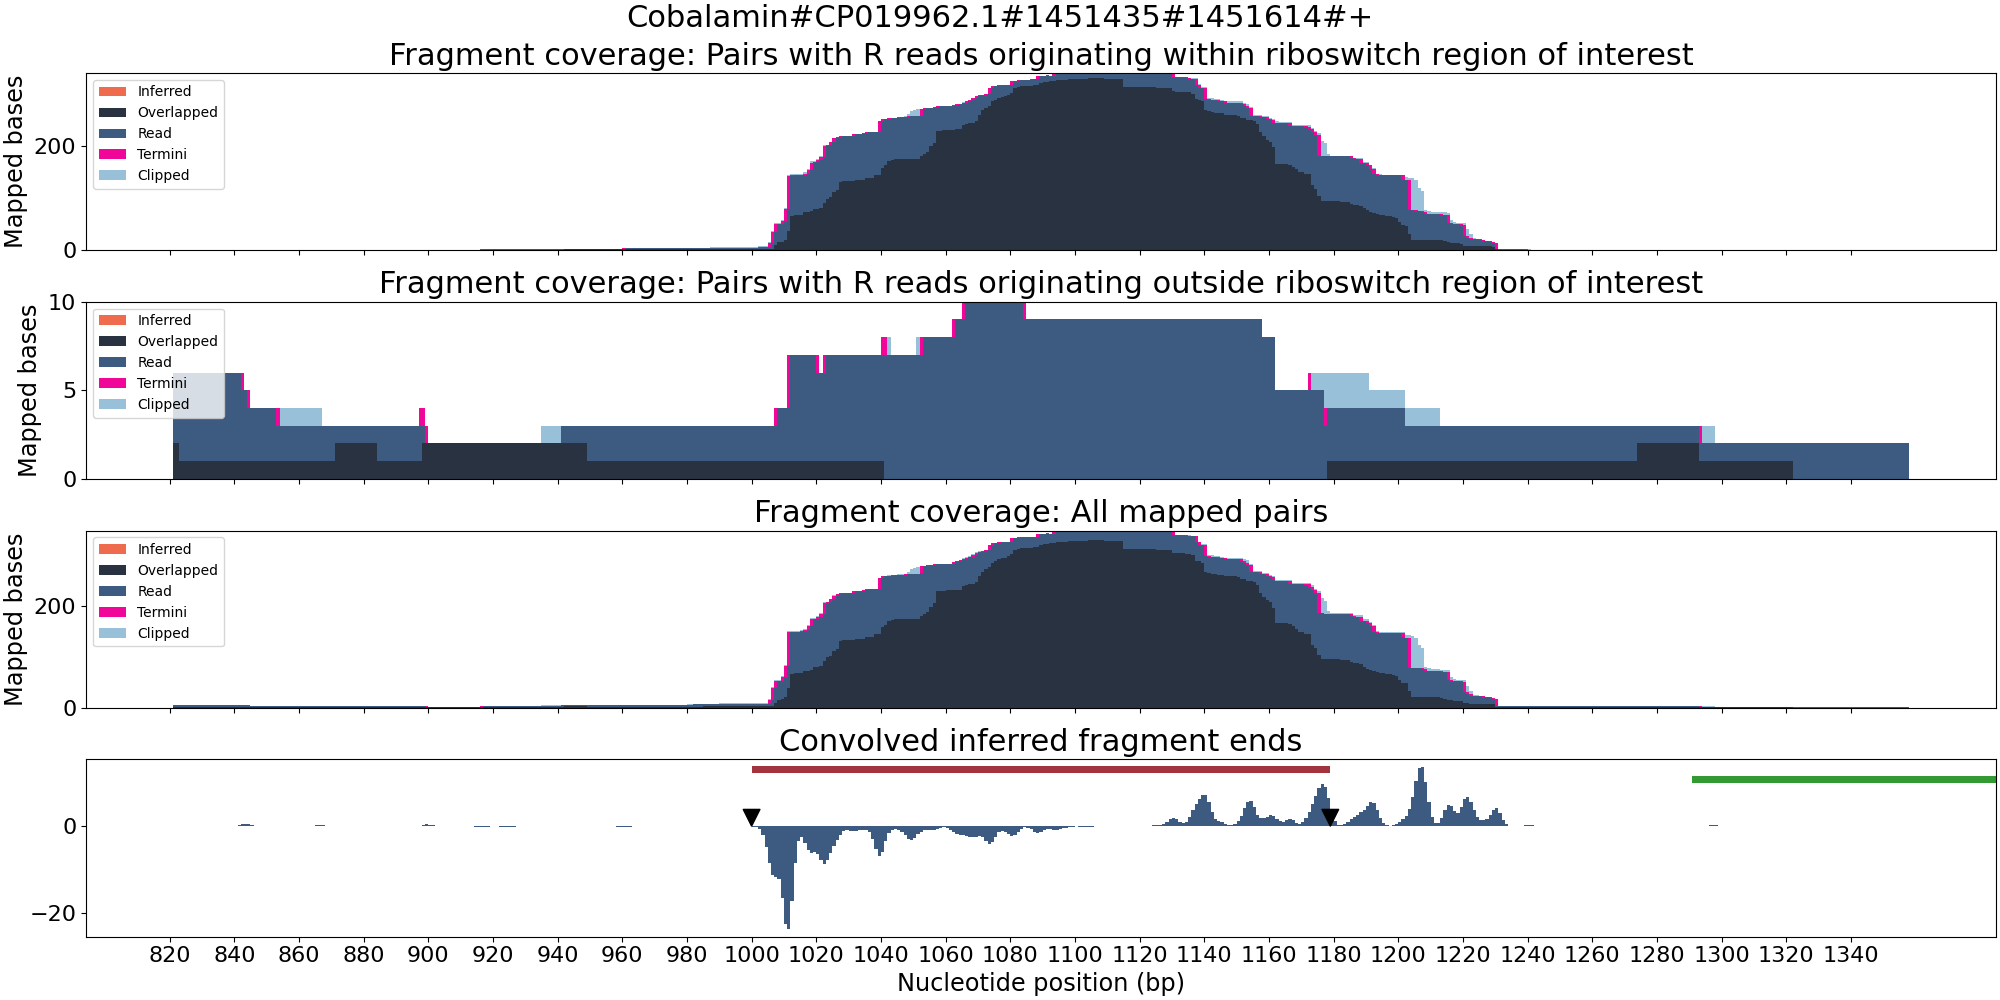 Cobalamin#CP019962.1#1451435#1451614#+
Fragment coverage: Pairs with R reads originating within riboswitch region of interest
Mapped bases
200
0
Inferred
Overlapped
Read
Termini
Clipped
Fragment coverage: Pairs with R reads originating outside riboswitch region of interest
Mapped bases
10
5
0
Inferred
Overlapped
Read
Termini
Clipped
Fragment coverage: All mapped pairs
Mapped bases
200
0
Inferred
Overlapped
Read
Termini
Clipped
Convolved inferred fragment ends
0
−20
820 840 860 880 900 920 940 960 980 1000 1020 1040 1060 1080 1100 1120 1140 1160 1180 1200 1220 1240 1260 1280 1300 1320 1340
Nucleotide position (bp)